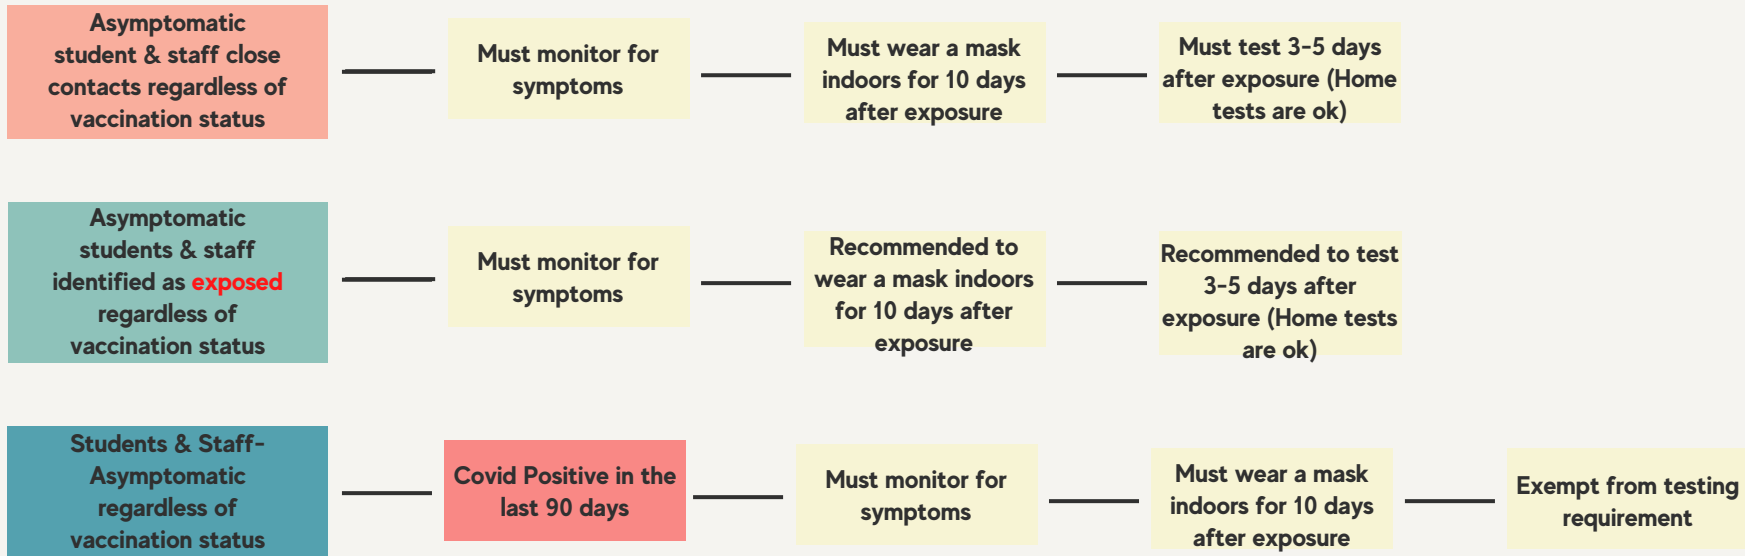 Asymptomatic
student & staff close
contacts regardless of
vaccination status
Must monitor for
symptoms
Must wear a mask
indoors for 10 days
after exposure
Must test 3-5 days
after exposure (Home
tests are ok)
Asymptomatic
students & staff
identified as exposed
regardless of
vaccination status
Must monitor for
symptoms
Recommended to
wear a mask indoors
for 10 days after
exposure
Recommended to test
3-5 days after
exposure (Home tests
are ok)
Students & Staff-
Asymptomatic
regardless of
vaccination status
Covid Positive in the
last 90 days
Must monitor for
symptoms
Must wear a mask
indoors for 10 days
after exposure
Exempt from testing
requirement